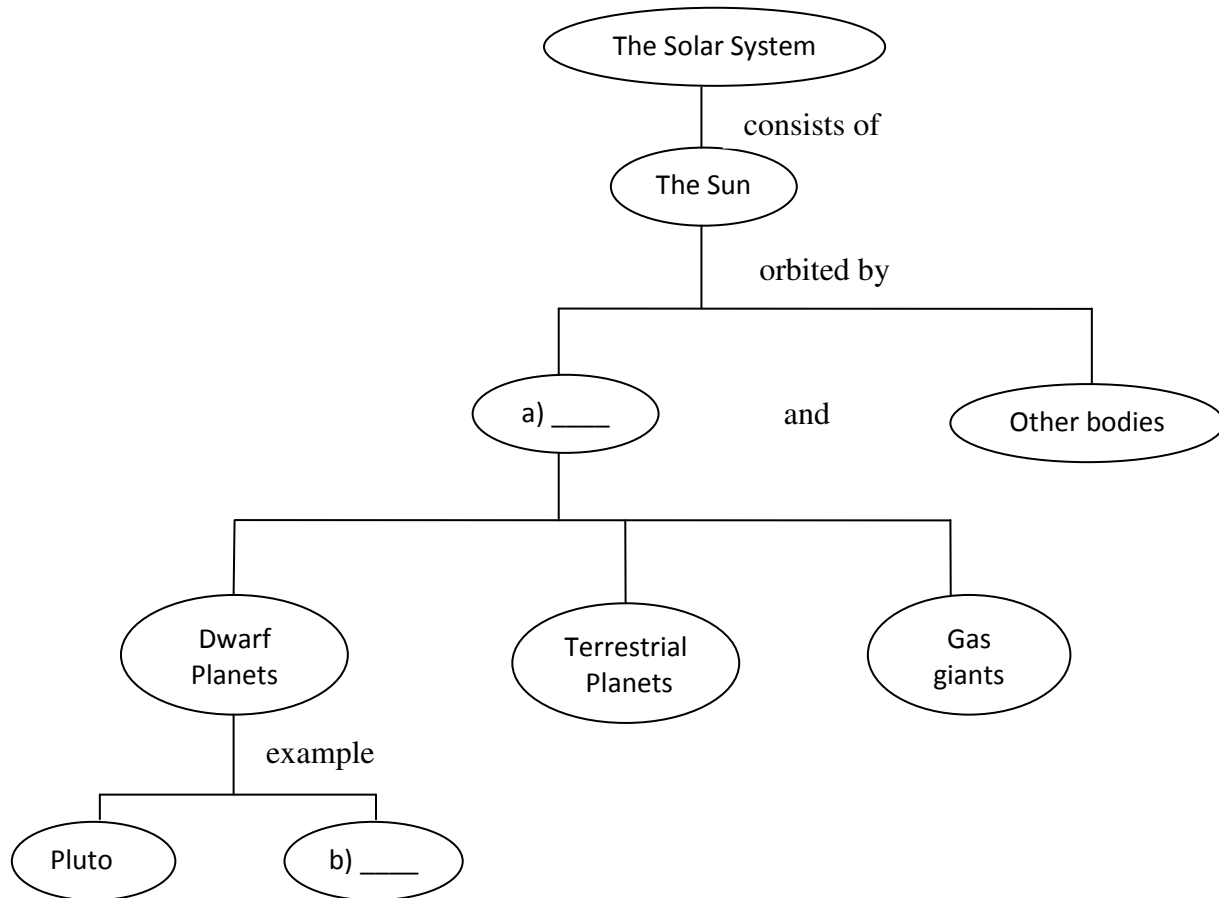 The Solar System
consists of
The Sun
orbited by
a) ____
and
Other bodies
Dwarf
Planets
Terrestrial
Planets
Gas
giants
example
Pluto
b) ____